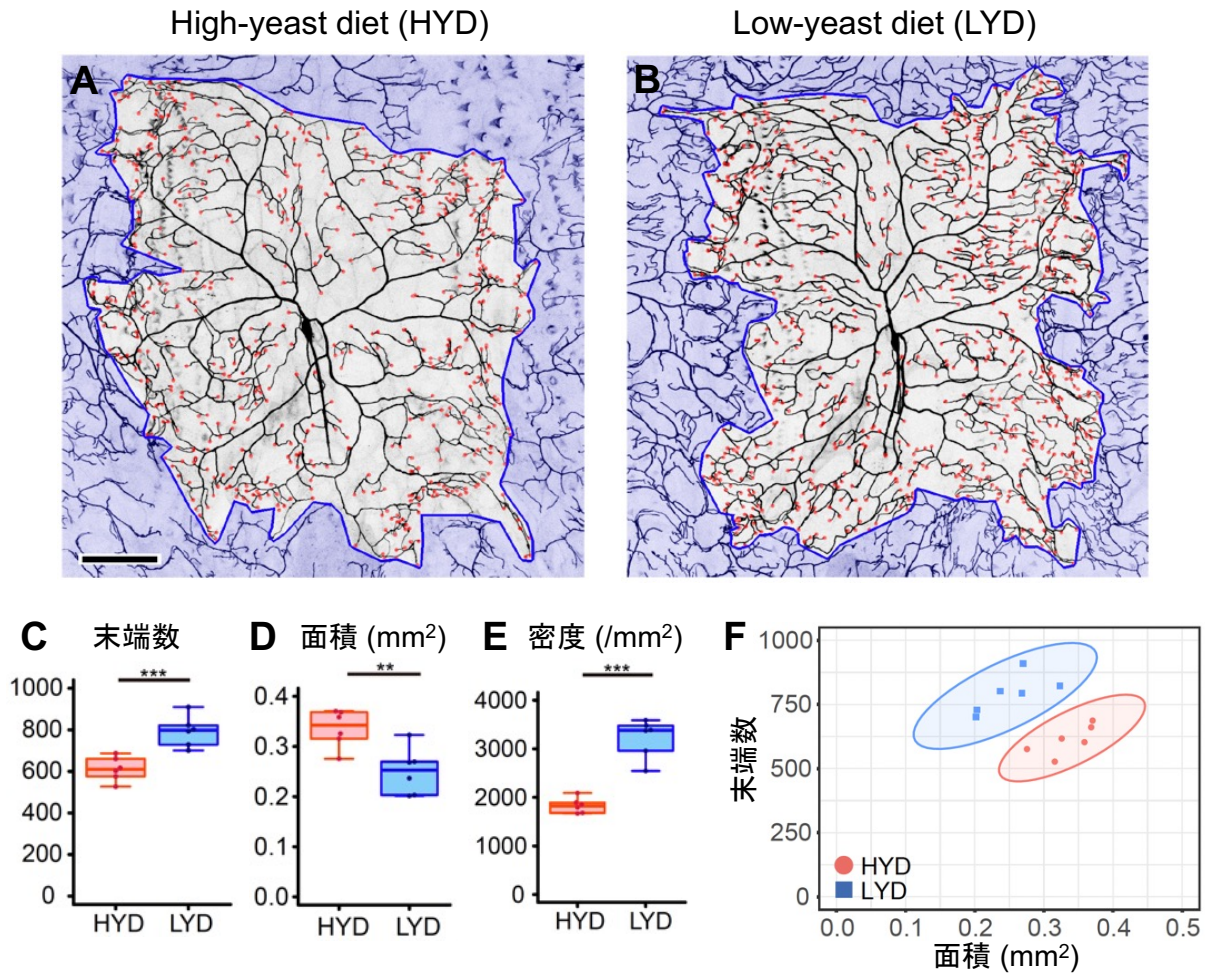 High-yeast diet (HYD)
Low-yeast diet (LYD)
A
B
C 末端数
***
1000
800
600
400
200
0
HYD LYD
D 面積 (mm²)
**
0.4
0.3
0.2
0.1
0.0
HYD LYD
E 密度 (/mm²)
***
4000
3000
2000
1000
0
HYD LYD
F
末端数
1000
750
500
250
0
HYD
LYD
0.0 0.1 0.2 0.3 0.4 0.5
面積 (mm²)